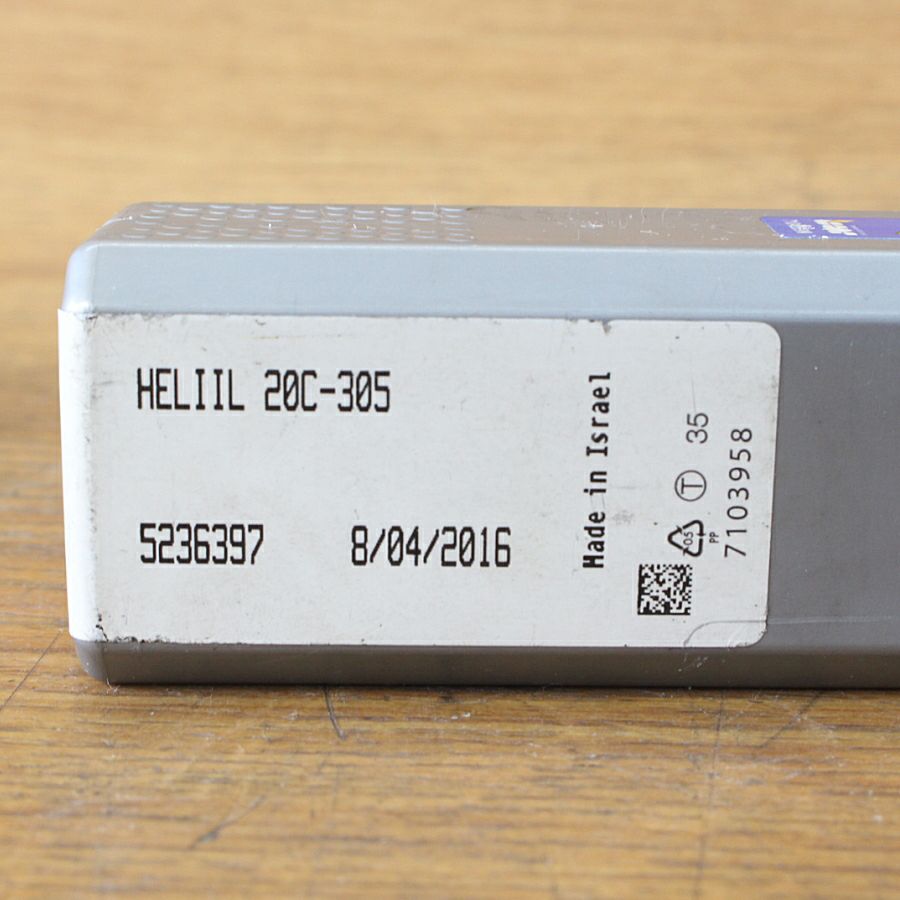 HELIIL 20C-305
5236397 8/04/2016
Made in Israel
T 35
05
PP
7103958